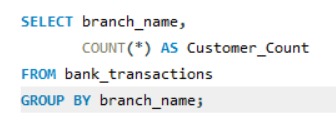 SELECT branch_name,
COUNT(*) AS Customer_Count
FROM bank_transactions
GROUP BY branch_name;